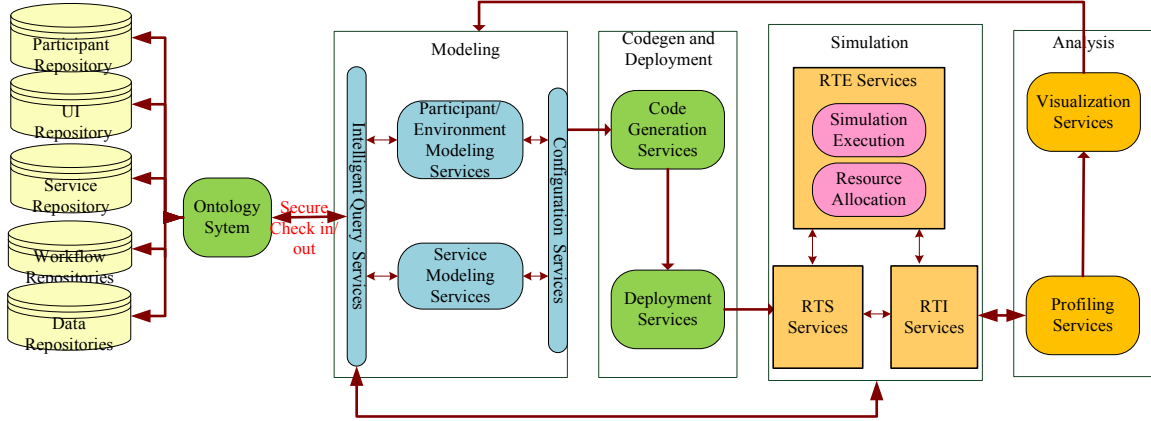 Participant
Repository
UI
Repository
Service
Repository
Workflow
Repositories
Data
Repositories
Ontology
Sytem
Secure
Check in/
out
Modeling
Intelligent Query  Services
Participant/
Environment
Modeling
Services
Service
Modeling
Services
Configuration  Services
Codegen and
Deployment
Code
Generation
Services
Deployment
Services
Simulation
RTE Services
Simulation
Execution
Resource
Allocation
RTS
Services
RTI
Services
Analysis
Visualization
Services
Profiling
Services